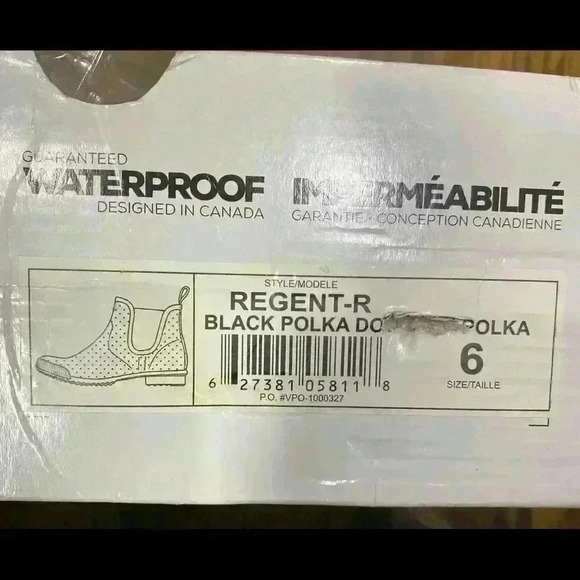 GUARANTEED
WATERPROOF
DESIGNED IN CANADA
IMPERMÉABILITÉ
GARANTIE · CONCEPTION CANADIENNE
STYLE/MODELE
REGENT-R
BLACK POLKA POLKA
6 27381 05811 8
P.O. #VPO-1000327
6
SIZE/TAILLE